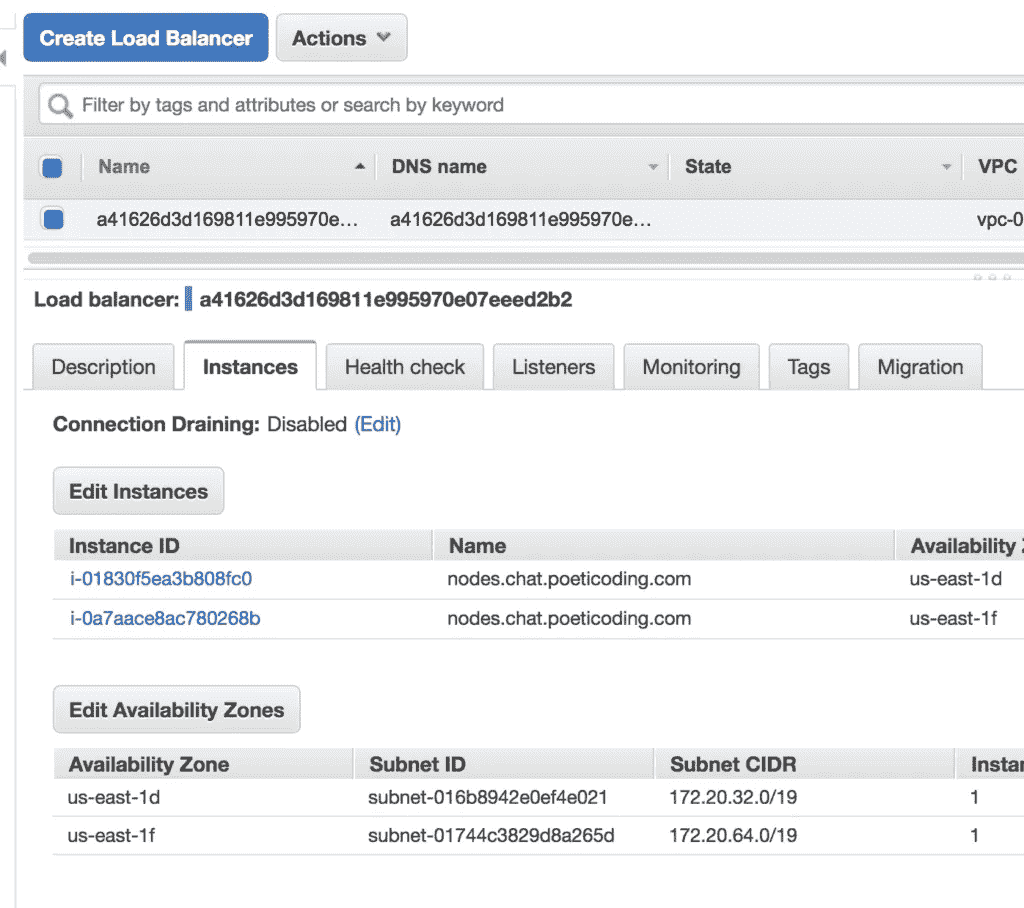 Create Load Balancer Actions
Filter by tags and attributes or search by keyword
Name DNS name State VPC
a41626d3d169811e995970e... a41626d3d169811e995970e... vpc-0
Load balancer: a41626d3d169811e995970e07eeed2b2
Description Instances Health check Listeners Monitoring Tags Migration
Connection Draining: Disabled (Edit)
Edit Instances
Instance ID Name Availability
i-01830f5ea3b808fc0 nodes.chat.poeticoding.com us-east-1d
i-0a7aace8ac780268b nodes.chat.poeticoding.com us-east-1f
Edit Availability Zones
Availability Zone Subnet ID Subnet CIDR Instan
us-east-1d subnet-016b8942e0ef4e021 172.20.32.0/19 1
us-east-1f subnet-01744c3829d8a265d 172.20.64.0/19 1